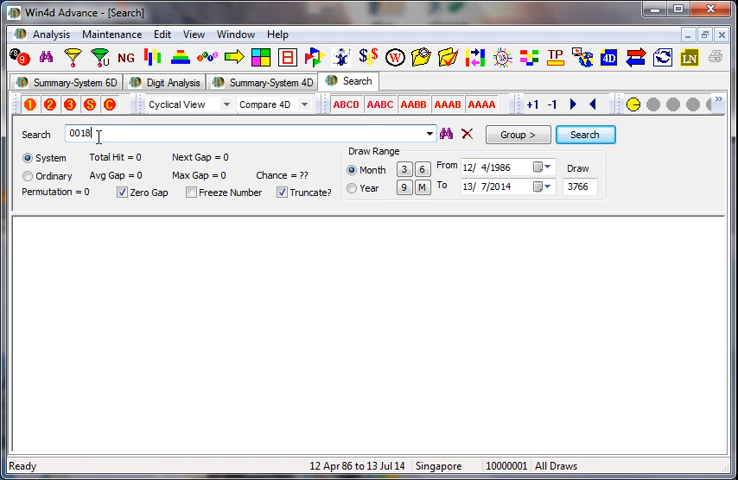 Win4d Advance - [Search]
Analysis Maintenance Edit View Window Help
9 NG W TP 4D LN
Summary-System 6D Digit Analysis Summary-System 4D Search
1 2 3 S C Cyclical View Compare 4D ABCD AABC AABB AAAB AAAA +1 -1
Search 0018 Group > Search
System Total Hit = 0 Next Gap = 0
Ordinary Avg Gap = 0 Max Gap = 0 Chance = ??
Permutation = 0 Zero Gap Freeze Number Truncate?
Draw Range
Month 3 6 From 12/ 4/1986 Draw
Year 9 M To 13/ 7/2014 3766
12 Apr 86 to 13 Jul 14 Singapore 10000001 All Draws
Ready